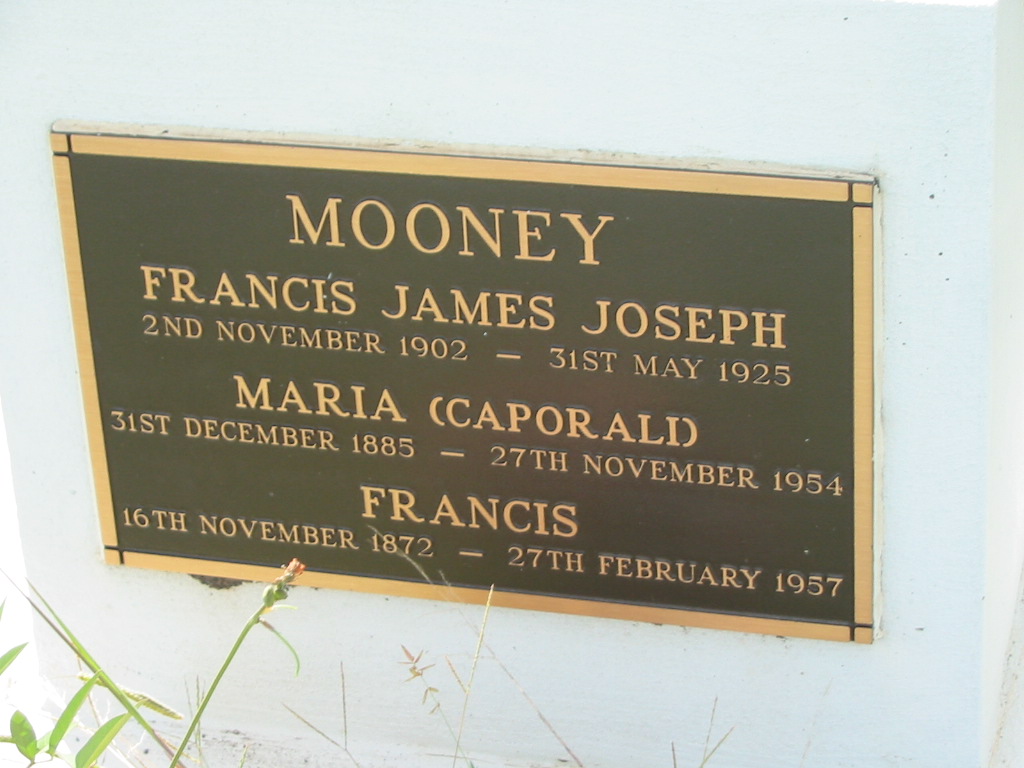 MOONEY
FRANCIS JAMES JOSEPH
2ND NOVEMBER 1902 – 31ST MAY 1925
MARIA (CAPORALI)
31ST DECEMBER 1885 – 27TH NOVEMBER 1954
FRANCIS
16TH NOVEMBER 1872 – 27TH FEBRUARY 1957